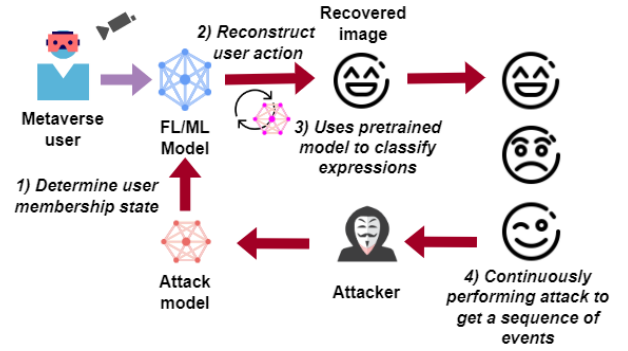 2) Reconstruct
user action
Recovered
image
Metaverse
user
FL/ML
Model
3) Uses pretrained
model to classify
expressions
1) Determine user
membership state
Attack
model
Attacker
4) Continuously
performing attack to
get a sequence of
events